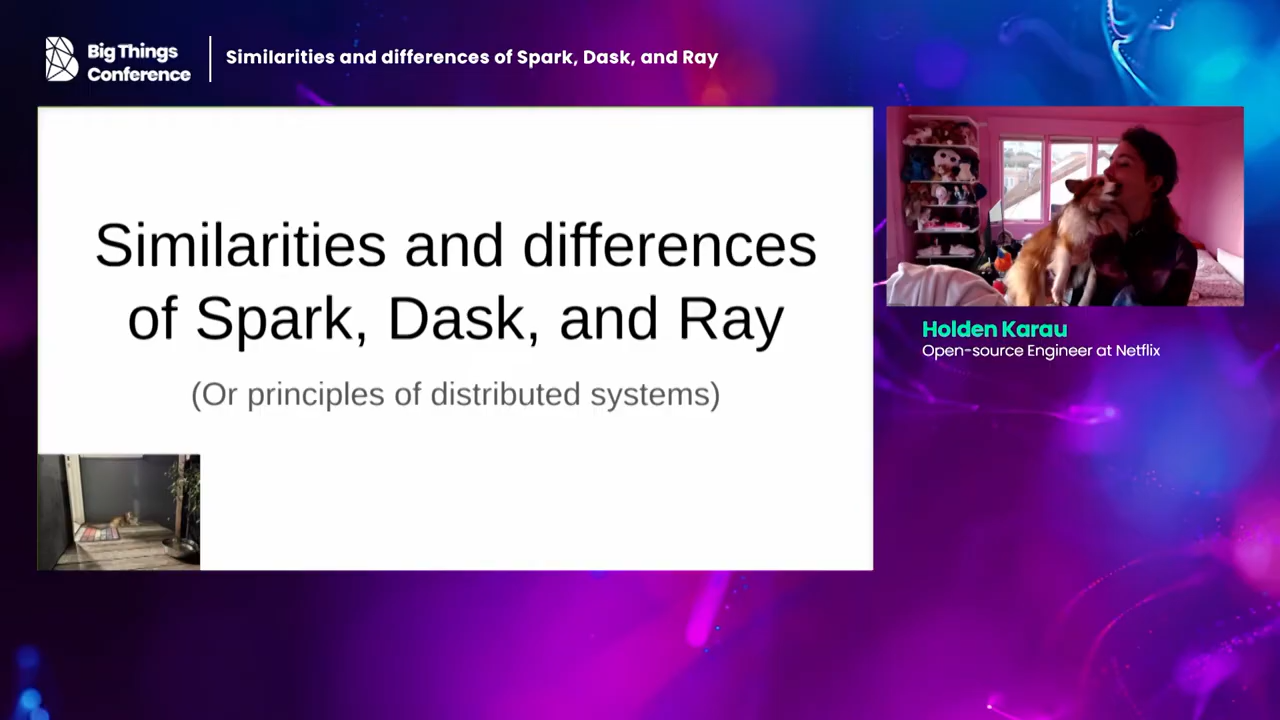 Big Things
Conference
Similarities and differences of Spark, Dask, and Ray
Similarities and differences
of Spark, Dask, and Ray
(Or principles of distributed systems)
Holden Karau
Open-source Engineer at Netflix